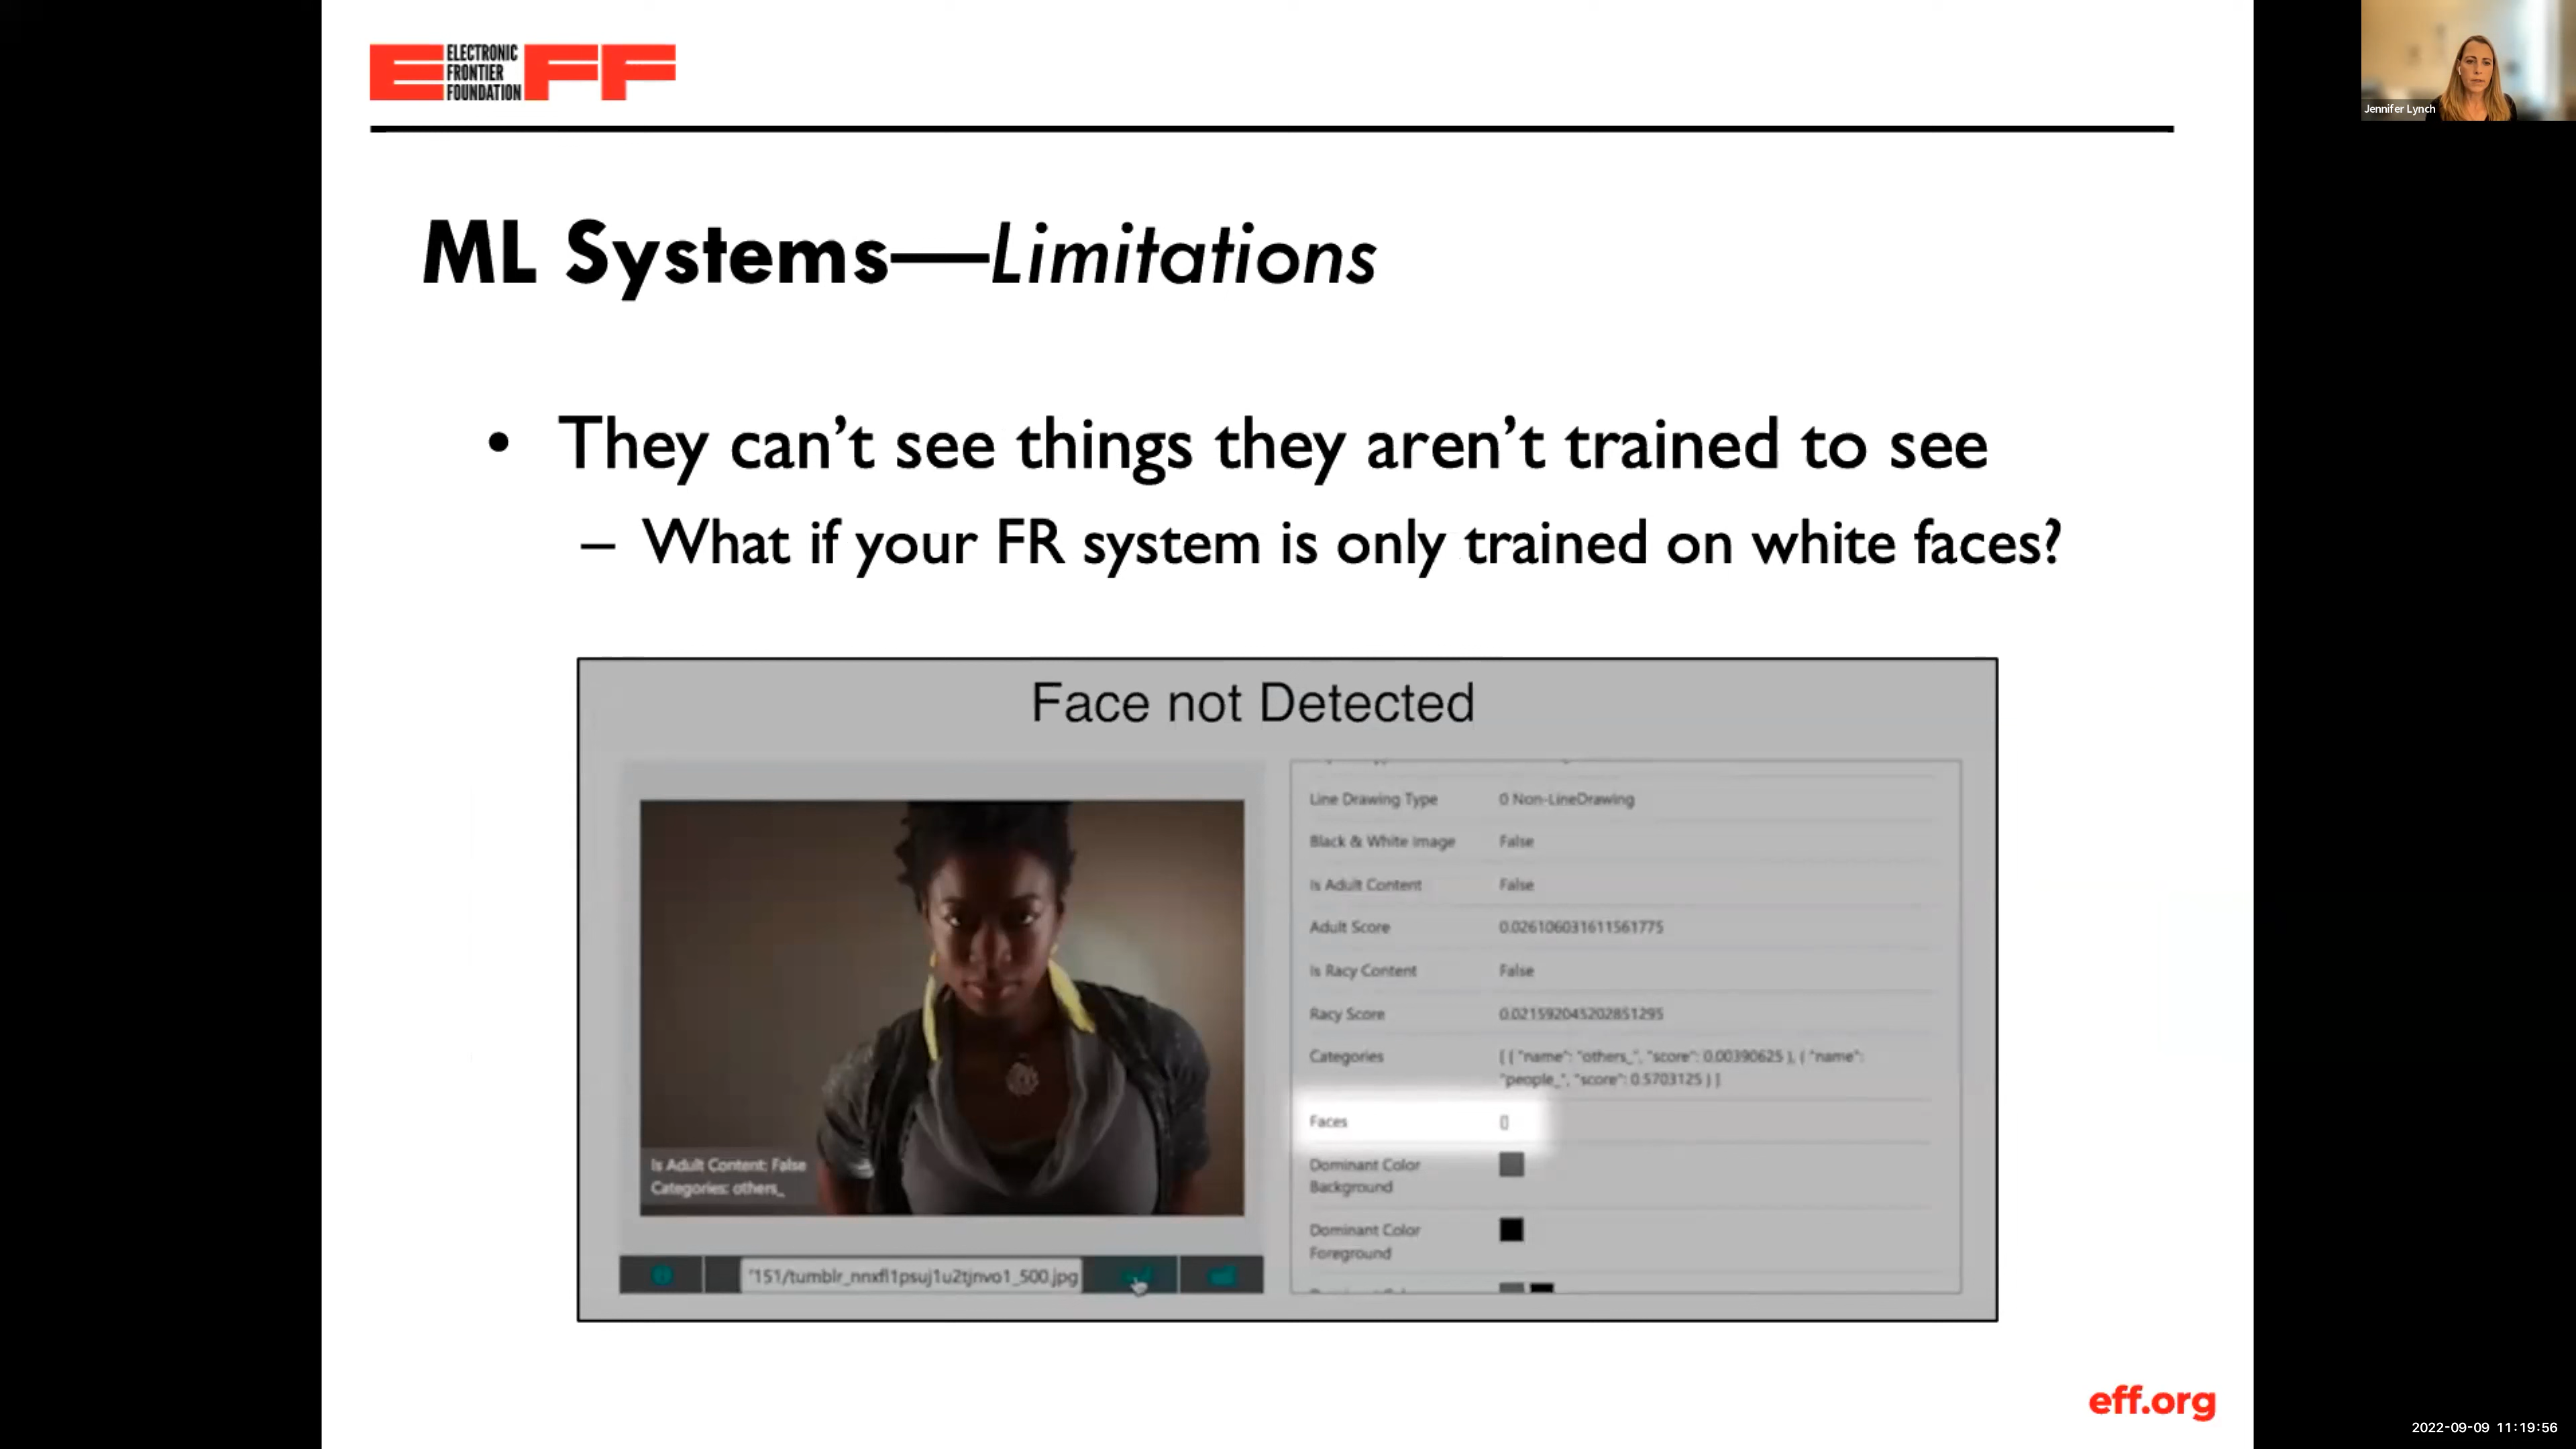 ELECTRONIC
FRONTIER
FOUNDATION
EFF
Jennifer Lynch
ML Systems—Limitations
• They can't see things they aren't trained to see
– What if your FR system is only trained on white faces?
Face not Detected
Line Drawing Type 0 Non-LineDrawing
Black & White Image False
Is Adult Content False
Adult Score 0.026106031611561775
Is Racy Content False
Racy Score 0.021592045202851295
Categories [ { "name": "others_", "score": 0.00390625 }, { "name":
"people_", "score": 0.5703125 } ]
Faces []
Dominant Color
Background
Dominant Color
Foreground
Is Adult Content: False
Categories: others_
'151/tumblr_nnxfl1psuj1u2tjnvo1_500.jpg
eff.org
2022-09-09 11:19:56